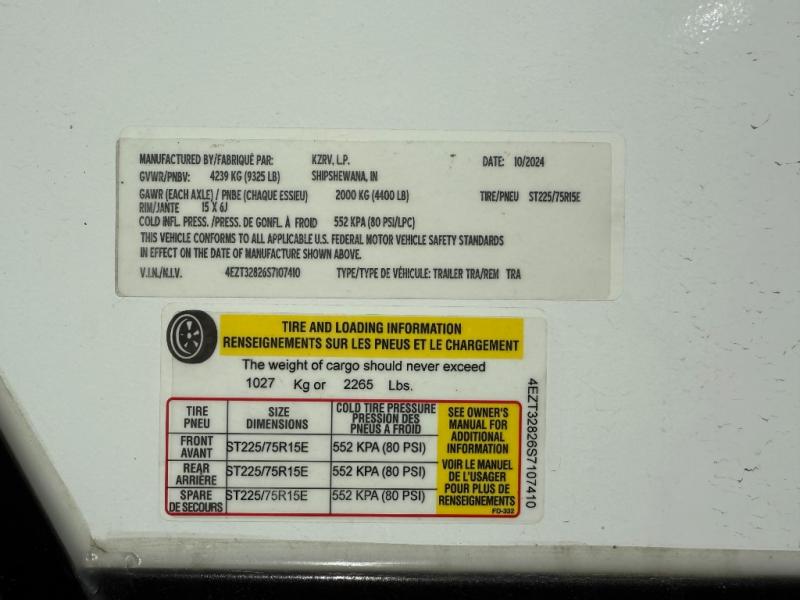 MANUFACTURED BY/FABRIQUÉ PAR: KZRV, L.P. DATE: 10/2024
GVWR/PNBV: 4239 KG (9325 LB) SHIPSHEWANA, IN
GAWR (EACH AXLE) / PNBE (CHAQUE ESSIEU) 2000 KG (4400 LB) TIRE/PNEU ST225/75R15E
RIM/JANTE 15 X 6J
COLD INFL. PRESS. /PRESS. DE GONFL. À FROID 552 KPA (80 PSI/LPC)
THIS VEHICLE CONFORMS TO ALL APPLICABLE U.S. FEDERAL MOTOR VEHICLE SAFETY STANDARDS
IN EFFECT ON THE DATE OF MANUFACTURE SHOWN ABOVE.
V.I.N./N.I.V. 4EZT32826S7107410 TYPE/TYPE DE VÉHICULE: TRAILER TRA/REM TRA
TIRE AND LOADING INFORMATION
RENSEIGNEMENTS SUR LES PNEUS ET LE CHARGEMENT
The weight of cargo should never exceed
1027 Kg or 2265 Lbs.
TIRE
PNEU
SIZE
DIMENSIONS
COLD TIRE PRESSURE
PRESSION DES
PNEUS A FROID
FRONT
AVANT
ST225/75R15E
552 KPA (80 PSI)
REAR
ARRIÈRE
ST225/75R15E
552 KPA (80 PSI)
SPARE
DE SECOURS
ST225/75R15E
552 KPA (80 PSI)
SEE OWNER'S
MANUAL FOR
ADDITIONAL
INFORMATION
VOIR LE MANUEL
DE L'USAGER
POUR PLUS DE
RENSEIGNEMENTS
FD-332
4EZT32826S7107410